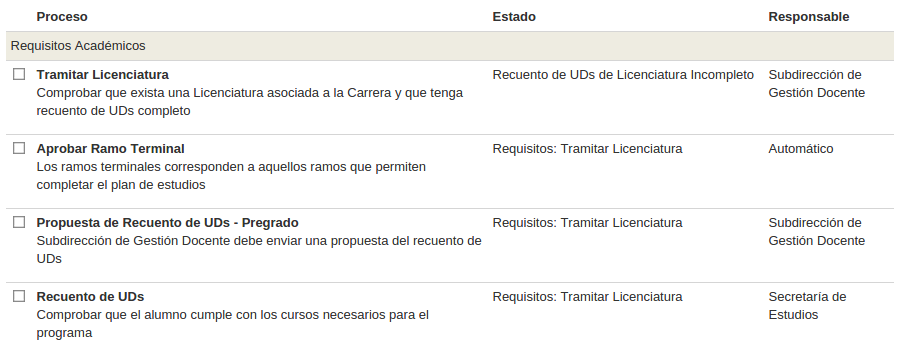 Proceso Estado Responsable
Requisitos Académicos
Tramitar Licenciatura Recuento de UDs de Licenciatura Incompleto Subdirección de
Comprobar que exista una Licenciatura asociada a la Carrera y que tenga Gestión Docente
recuento de UDs completo
Aprobar Ramo Terminal Requisitos: Tramitar Licenciatura Automático
Los ramos terminales corresponden a aquellos ramos que permiten
completar el plan de estudios
Propuesta de Recuento de UDs - Pregrado Requisitos: Tramitar Licenciatura Subdirección de
Subdirección de Gestión Docente debe enviar una propuesta del recuento de Gestión Docente
UDs
Recuento de UDs Requisitos: Tramitar Licenciatura Secretaría de
Comprobar que el alumno cumple con los cursos necesarios para el Estudios
programa